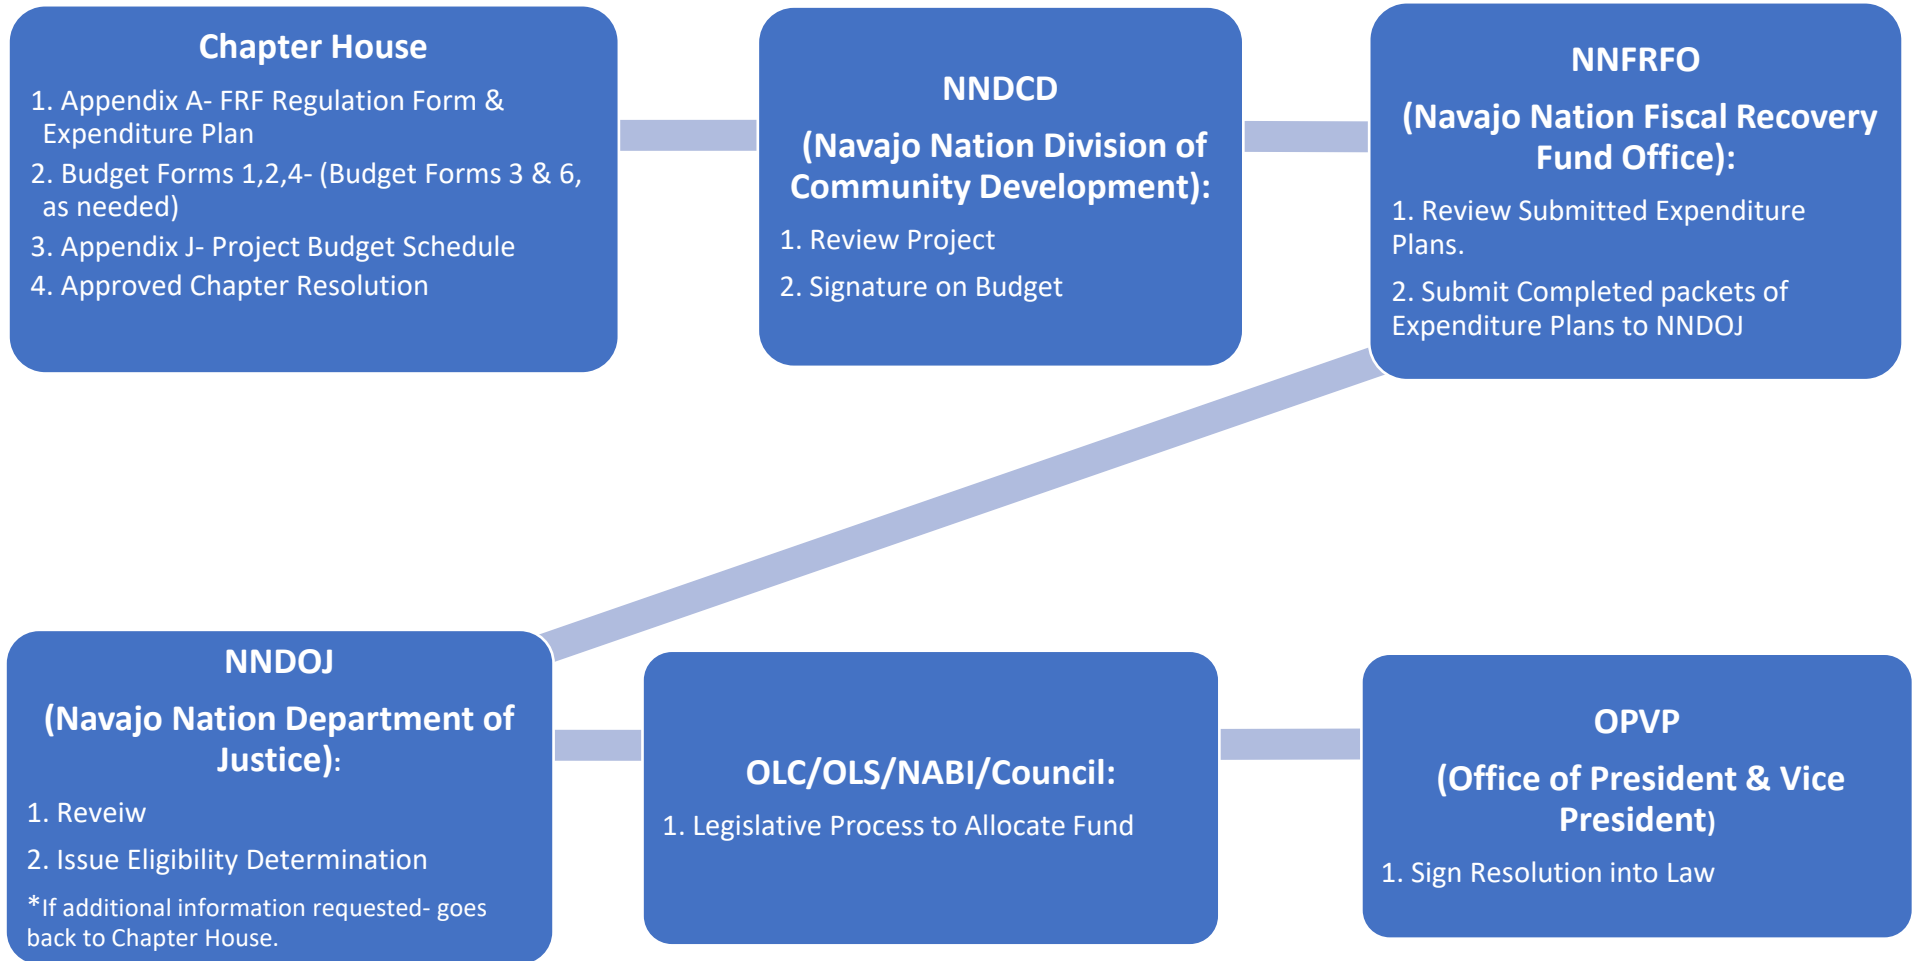 Chapter House
1. Appendix A- FRF Regulation Form &
Expenditure Plan
2. Budget Forms 1,2,4- (Budget Forms 3 & 6,
as needed)
3. Appendix J- Project Budget Schedule
4. Approved Chapter Resolution
NNDCD
(Navajo Nation Division of
Community Development):
1. Review Project
2. Signature on Budget
NNFRFO
(Navajo Nation Fiscal Recovery
Fund Office):
1. Review Submitted Expenditure
Plans.
2. Submit Completed packets of
Expenditure Plans to NNDOJ
NNDOJ
(Navajo Nation Department of
Justice):
1. Reveiw
2. Issue Eligibility Determination
*If additional information requested- goes
back to Chapter House.
OLC/OLS/NABI/Council:
1. Legislative Process to Allocate Fund
OPVP
(Office of President & Vice
President)
1. Sign Resolution into Law